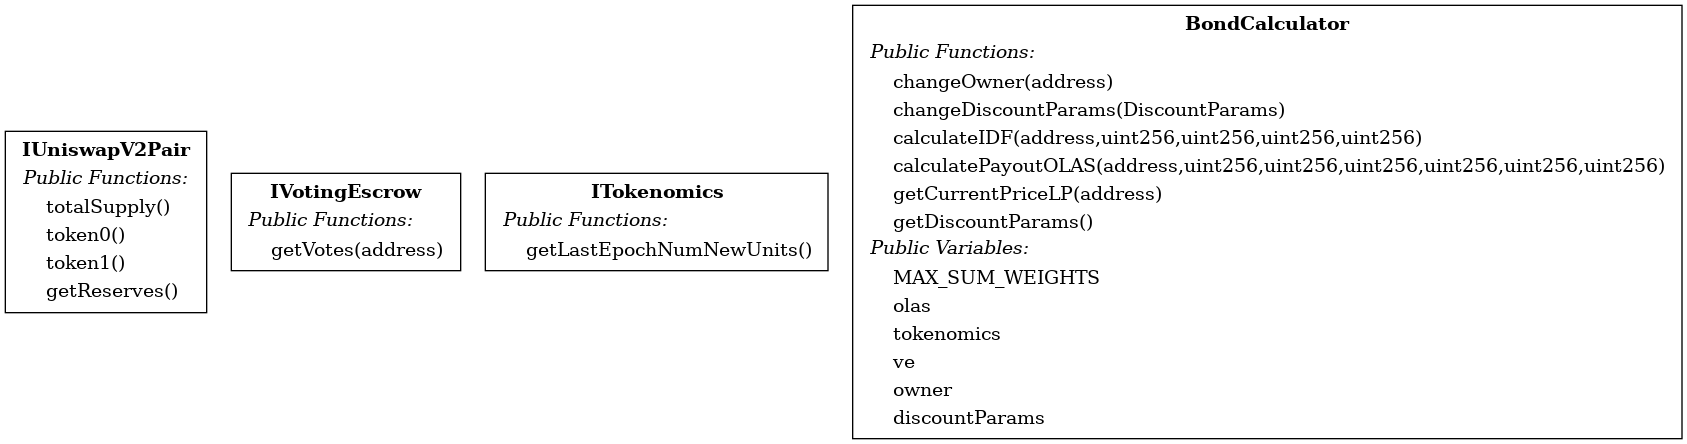 IUniswapV2Pair
Public Functions:
totalSupply()
token0()
token1()
getReserves()
IVotingEscrow
Public Functions:
getVotes(address)
ITokenomics
Public Functions:
getLastEpochNumNewUnits()
BondCalculator
Public Functions:
changeOwner(address)
changeDiscountParams(DiscountParams)
calculateIDF(address,uint256,uint256,uint256,uint256)
calculatePayoutOLAS(address,uint256,uint256,uint256,uint256,uint256,uint256)
getCurrentPriceLP(address)
getDiscountParams()
Public Variables:
MAX_SUM_WEIGHTS
olas
tokenomics
ve
owner
discountParams